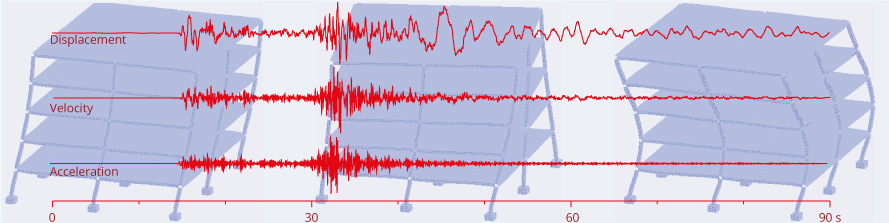 Displacement
Velocity
Acceleration
0 30 60 90 s